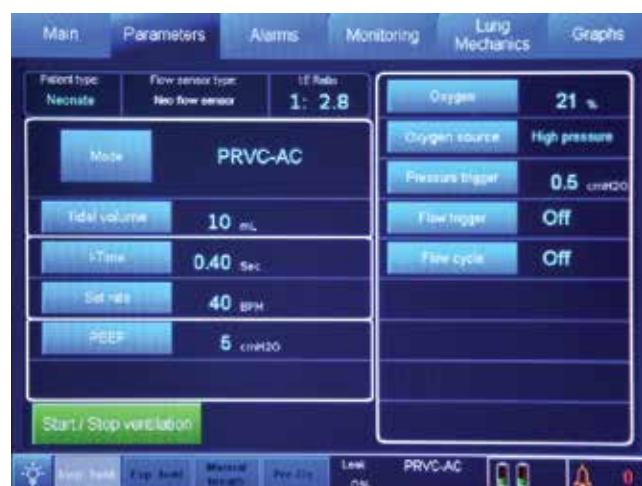 Main Parameters Alarms Monitoring Lung Mechanics Graphs
Patient type: Flow sensor type: I:E Ratio
Neonate Neo flow sensor 1: 2.8
Mode PRVC-AC
Tidal volume 10 mL
I-Time 0.40 Sec
Set rate 40 BPM
PEEP 5 cmH2O
Oxygen 21 %
Oxygen source High pressure
Pressure trigger 0.5 cmH2O
Flow trigger Off
Flow cycle Off
Start / Stop ventilation
Insp. hold Exp. hold Manual breath Leak 0% PRVC-AC 0